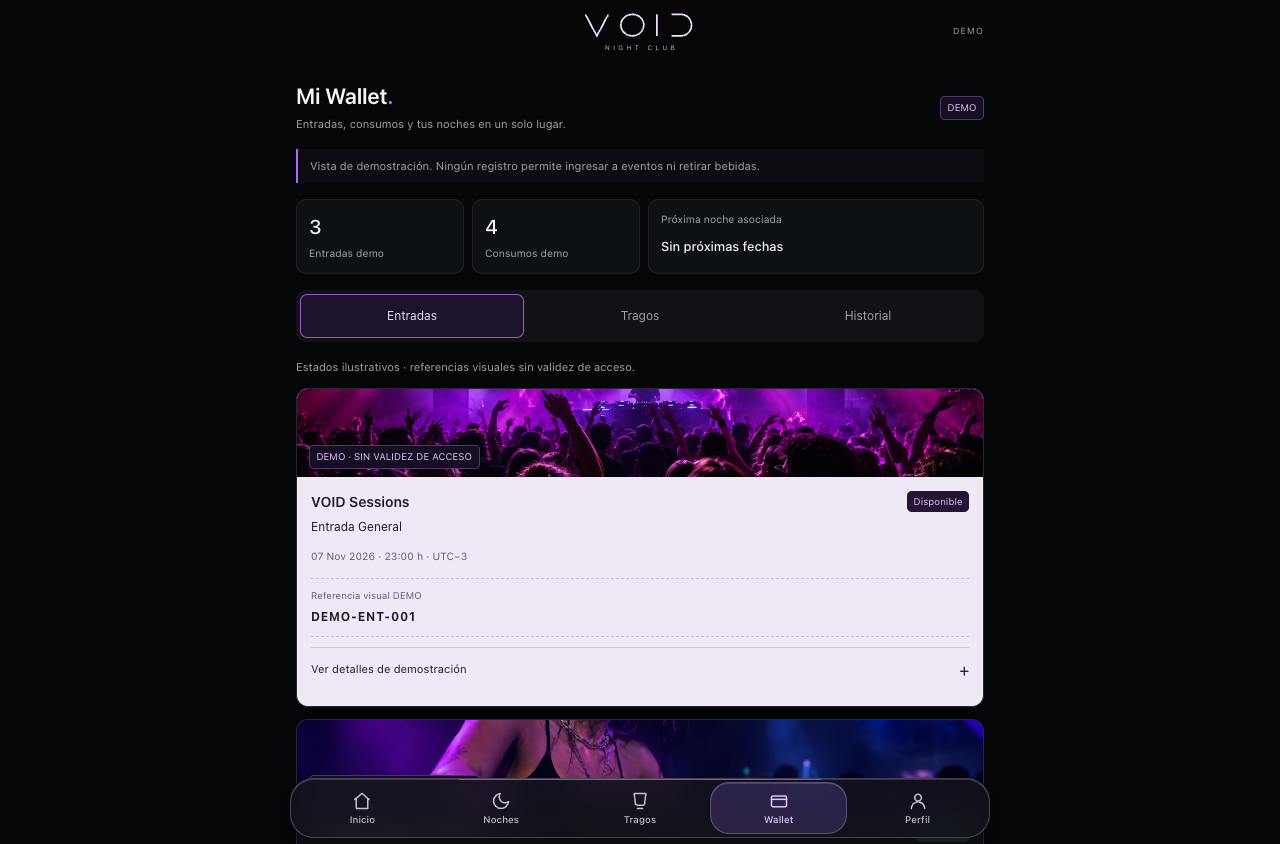 VOID
NIGHT CLUB
DEMO
Mi Wallet.
DEMO
Entradas, consumos y tus noches en un solo lugar.
Vista de demostración. Ningún registro permite ingresar a eventos ni retirar bebidas.
3
Entradas demo
4
Consumos demo
Próxima noche asociada
Sin próximas fechas
Entradas
Tragos
Historial
Estados ilustrativos · referencias visuales sin validez de acceso.
DEMO · SIN VALIDEZ DE ACCESO
VOID Sessions
Disponible
Entrada General
07 Nov 2026 · 23:00 h · UTC−3
Referencia visual DEMO
DEMO-ENT-001
Ver detalles de demostración
+
Inicio
Noches
Tragos
Wallet
Perfil